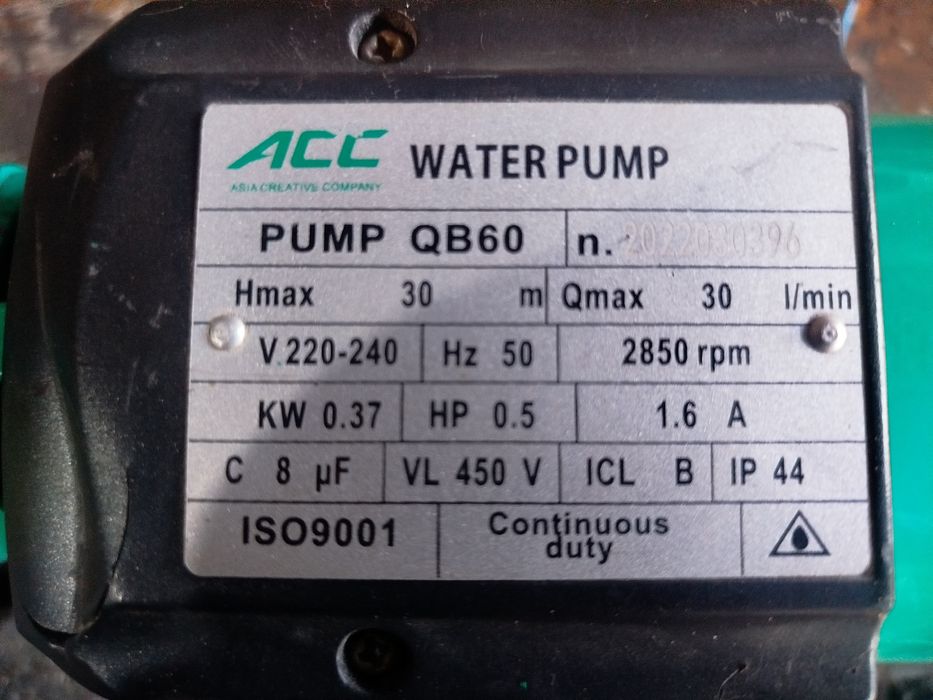 ACC WATER PUMP
ASIA CREATIVE COMPANY
PUMP QB60 n. 2022030396
Hmax 30 m Qmax 30 l/min
V.220-240 Hz 50 2850 rpm
KW 0.37 HP 0.5 1.6 A
C 8 µF VL 450 V ICL B IP 44
ISO9001 Continuous duty